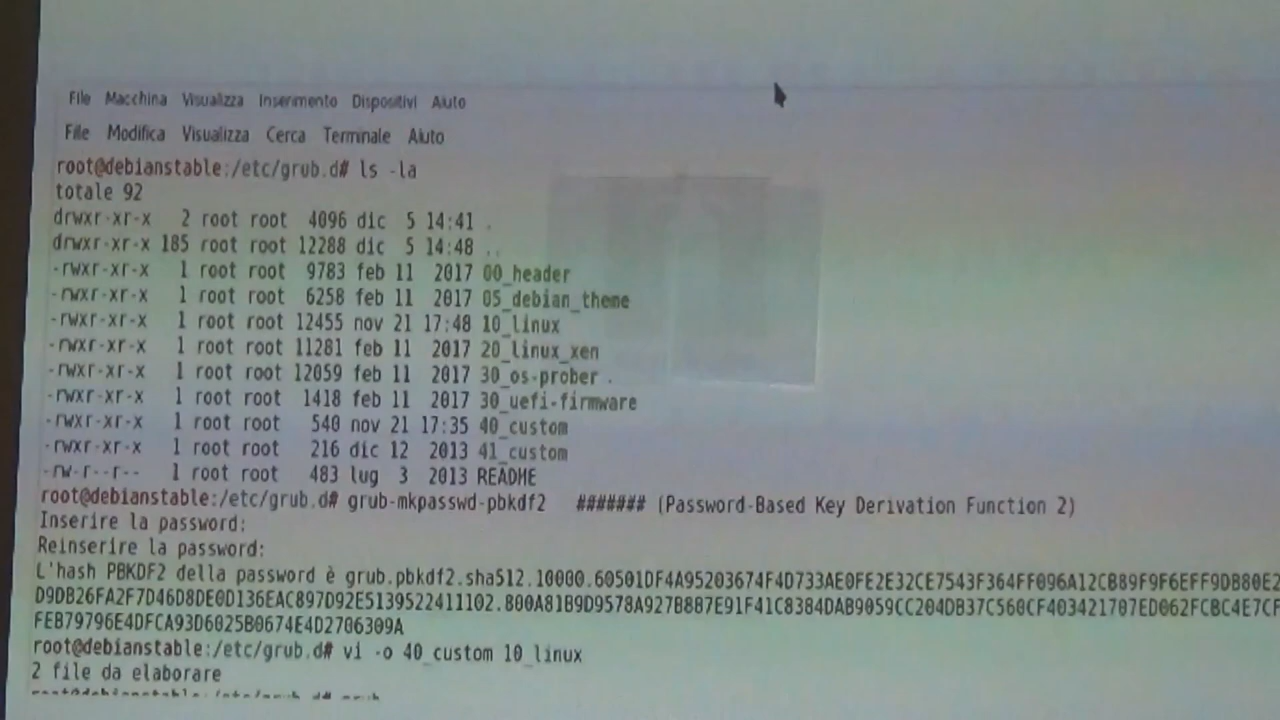 File Macchina Visualizza Inserimento Dispositivi Aiuto
File Modifica Visualizza Cerca Terminale Aiuto
root@debianstable:/etc/grub.d# ls -la
totale 92
drwxr-xr-x 2 root root 4096 dic 5 14:41 .
drwxr-xr-x 185 root root 12288 dic 5 14:48 ..
-rwxr-xr-x 1 root root 9783 feb 11 2017 00_header
-rwxr-xr-x 1 root root 6258 feb 11 2017 05_debian_theme
-rwxr-xr-x 1 root root 12455 nov 21 17:48 10_linux
-rwxr-xr-x 1 root root 11281 feb 11 2017 20_linux_xen
-rwxr-xr-x 1 root root 12059 feb 11 2017 30_os-prober
-rwxr-xr-x 1 root root 1418 feb 11 2017 30_uefi-firmware
-rwxr-xr-x 1 root root 540 nov 21 17:35 40_custom
-rwxr-xr-x 1 root root 216 dic 12 2013 41_custom
-rw-r--r-- 1 root root 483 lug 3 2013 README
root@debianstable:/etc/grub.d# grub-mkpasswd-pbkdf2 ####### (Password-Based Key Derivation Function 2)
Inserire la password:
Reinserire la password:
L'hash PBKDF2 della password è grub.pbkdf2.sha512.10000.60501DF4A95203674F4D733AE0FE2E32CE7543F364FF096A12CB89F9F6EFF9DB80E2
D9DB26FA2F7D46D8DE0D136EAC897D92E5139522411102.800A81B9D9578A927B8B7E91F41C8384DAB9059CC204DB37C560CF403421707ED062FCBC4E7CF
FEB79796E4DFCA93D6025B0674E4D2706309A
root@debianstable:/etc/grub.d# vi -o 40_custom 10_linux
2 file da elaborare